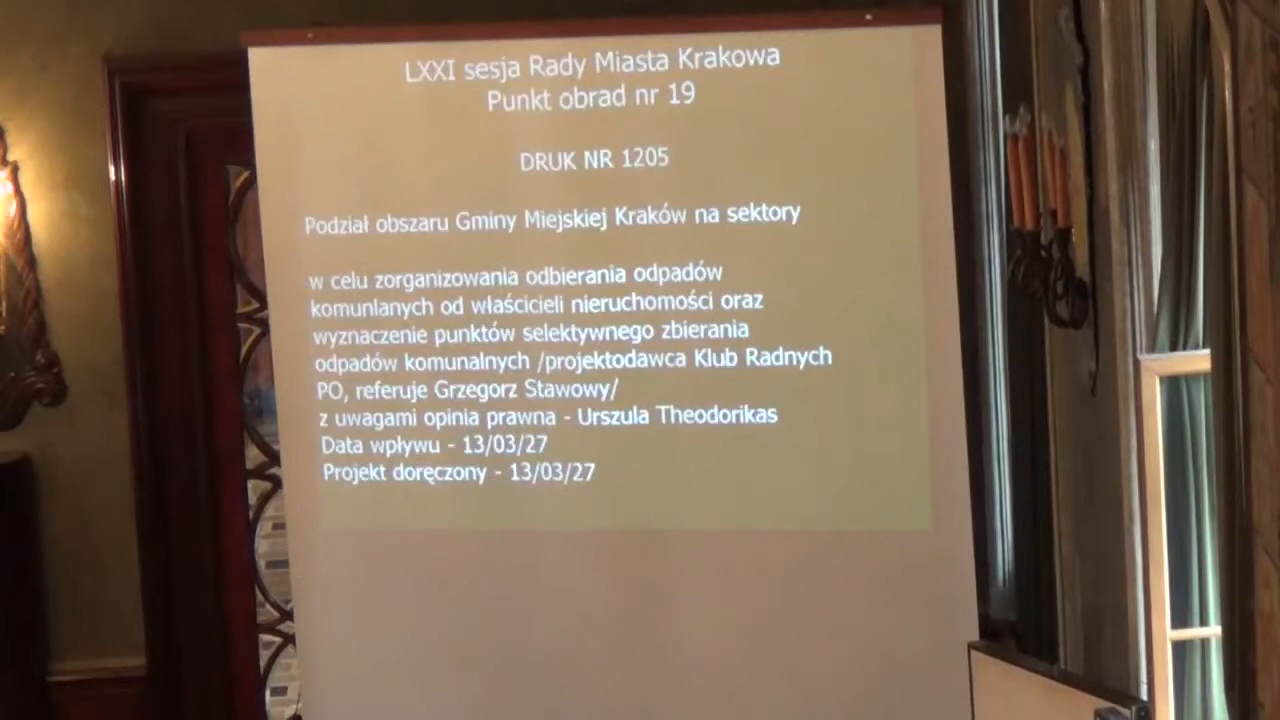 LXXI sesja Rady Miasta Krakowa
Punkt obrad nr 19
DRUK NR 1205
Podział obszaru Gminy Miejskiej Kraków na sektory
w celu zorganizowania odbierania odpadów
komunlanych od właścicieli nieruchomości oraz
wyznaczenie punktów selektywnego zbierania
odpadów komunalnych /projektodawca Klub Radnych
PO, referuje Grzegorz Stawowy/
z uwagami opinia prawna - Urszula Theodorikas
Data wpływu - 13/03/27
Projekt doręczony - 13/03/27